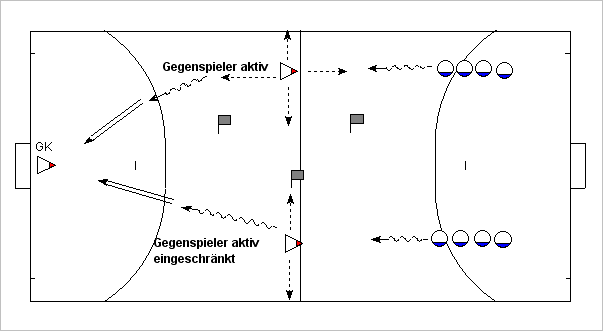 Gegenspieler aktiv
GK
Gegenspieler aktiv
eingeschränkt